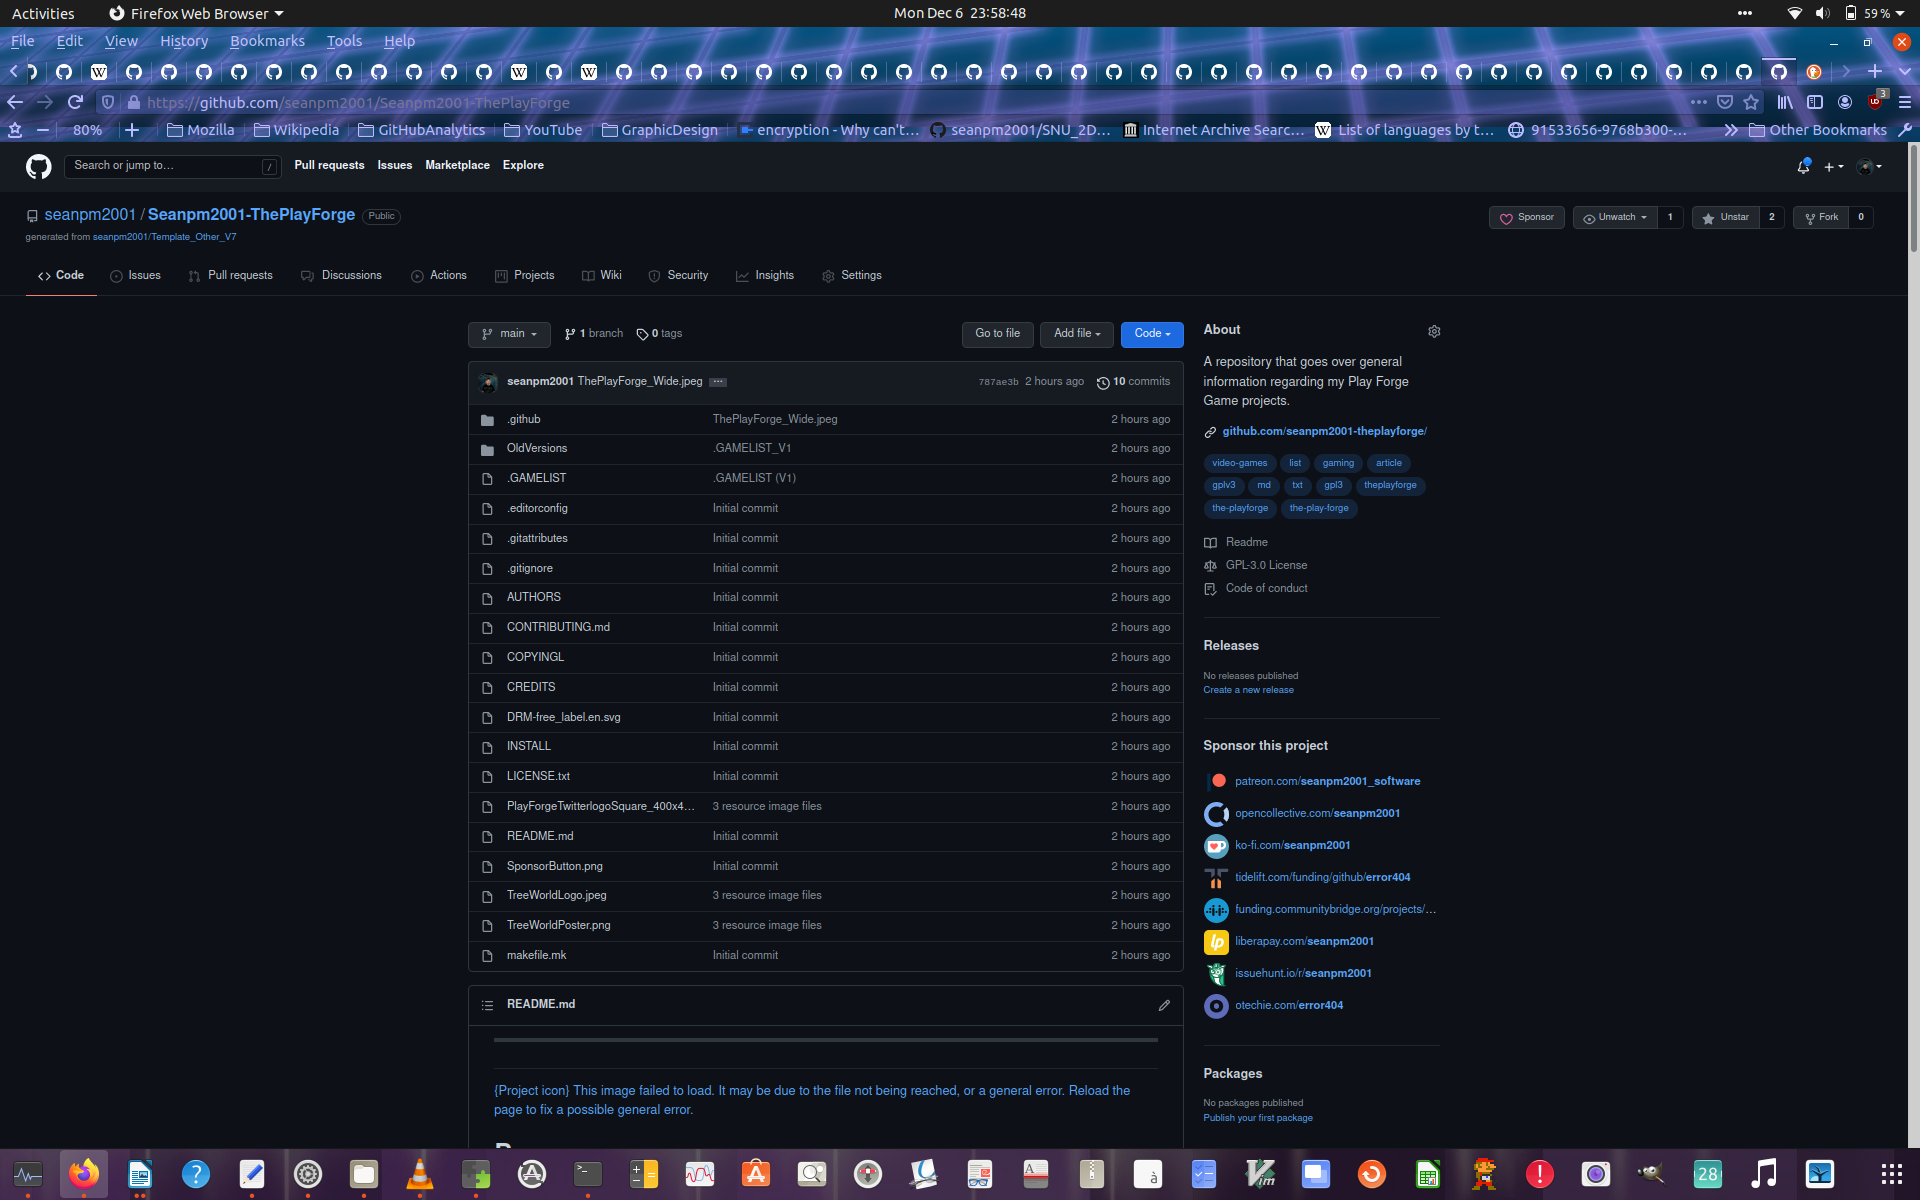 Activities Firefox Web Browser Mon Dec 6 23:58:48 59 %
File Edit View History Bookmarks Tools Help
https://github.com/seanpm2001/Seanpm2001-ThePlayForge 3
80% Mozilla Wikipedia GitHubAnalytics YouTube GraphicDesign encryption - Why can't… seanpm2001/SNU_2D… Internet Archive Searc… List of languages by t… 91533656-9768b300-… Other Bookmarks
Search or jump to… / Pull requests Issues Marketplace Explore
seanpm2001 / Seanpm2001-ThePlayForge Public Sponsor Unwatch 1 Unstar 2 Fork 0
generated from seanpm2001/Template_Other_V7
Code Issues Pull requests Discussions Actions Projects Wiki Security Insights Settings
main 1 branch 0 tags Go to file Add file Code
seanpm2001 ThePlayForge_Wide.jpeg … 787ae3b 2 hours ago 10 commits
.github ThePlayForge_Wide.jpeg 2 hours ago
OldVersions .GAMELIST_V1 2 hours ago
.GAMELIST .GAMELIST (V1) 2 hours ago
.editorconfig Initial commit 2 hours ago
.gitattributes Initial commit 2 hours ago
.gitignore Initial commit 2 hours ago
AUTHORS Initial commit 2 hours ago
CONTRIBUTING.md Initial commit 2 hours ago
COPYINGL Initial commit 2 hours ago
CREDITS Initial commit 2 hours ago
DRM-free_label.en.svg Initial commit 2 hours ago
INSTALL Initial commit 2 hours ago
LICENSE.txt Initial commit 2 hours ago
PlayForgeTwitterlogoSquare_400x4… 3 resource image files 2 hours ago
README.md Initial commit 2 hours ago
SponsorButton.png Initial commit 2 hours ago
TreeWorldLogo.jpeg 3 resource image files 2 hours ago
TreeWorldPoster.png 3 resource image files 2 hours ago
makefile.mk Initial commit 2 hours ago
README.md
{Project icon} This image failed to load. It may be due to the file not being reached, or a general error. Reload the
page to fix a possible general error.
About
A repository that goes over general
information regarding my Play Forge
Game projects.
github.com/seanpm2001-theplayforge/
video-games list gaming article
gplv3 md txt gpl3 theplayforge
the-playforge the-play-forge
Readme
GPL-3.0 License
Code of conduct
Releases
No releases published
Create a new release
Sponsor this project
patreon.com/seanpm2001_software
opencollective.com/seanpm2001
ko-fi.com/seanpm2001
tidelift.com/funding/github/error404
funding.communitybridge.org/projects/…
liberapay.com/seanpm2001
issuehunt.io/r/seanpm2001
otechie.com/error404
Packages
No packages published
Publish your first package
28